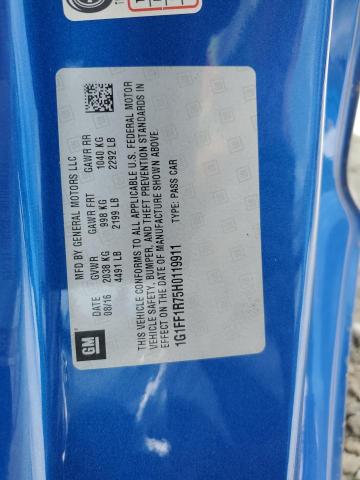 MFD BY GENERAL MOTORS LLC
DATE GVWR GAWR FRT GAWR RR
08/16 2038 KG 998 KG 1040 KG
4491 LB 2199 LB 2292 LB
THIS VEHICLE CONFORMS TO ALL APPLICABLE U.S. FEDERAL MOTOR
VEHICLE SAFETY, BUMPER, AND THEFT PREVENTION STANDARDS IN
EFFECT ON THE DATE OF MANUFACTURE SHOWN ABOVE.
1G1FF1R75H0119911 TYPE: PASS CAR
GM